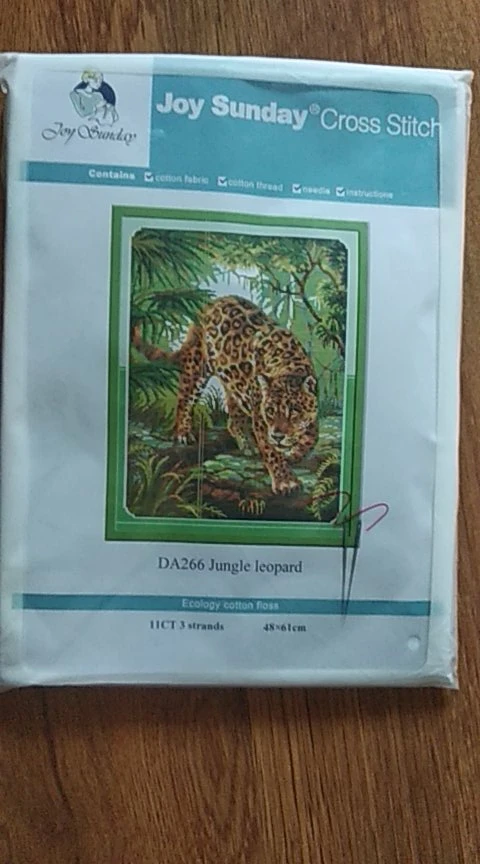 Joy Sunday
Joy Sunday® Cross Stitch
Contains ☑ cotton fabric ☑ cotton thread ☑ needle ☑ instructions
DA266 Jungle leopard
Ecology cotton floss
11CT 3 strands 48×61cm